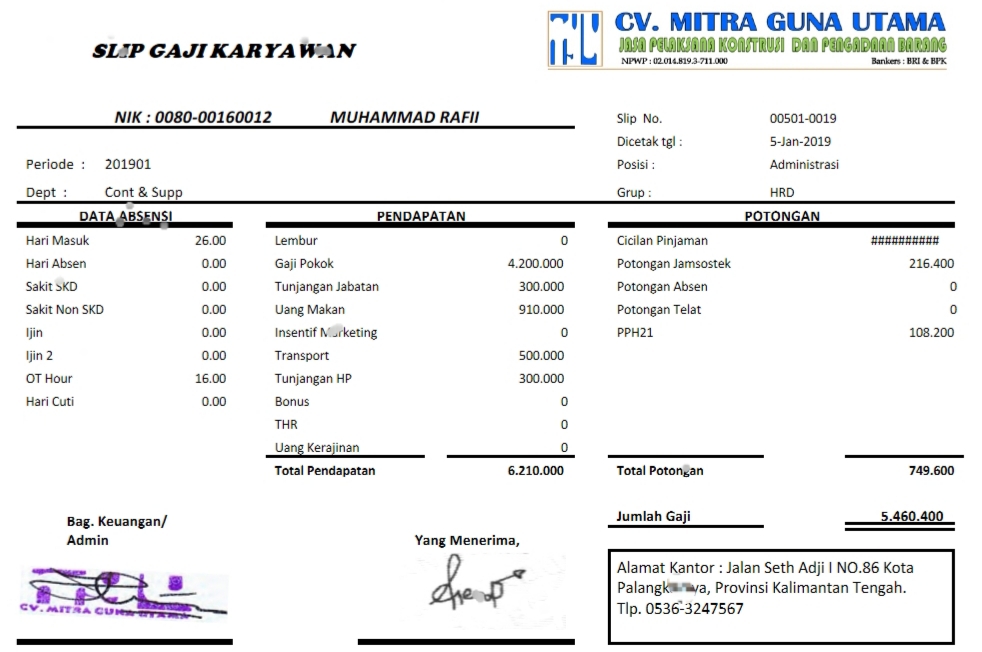 SLIP GAJI KARYAWAN
CV. MITRA GUNA UTAMA
JASA PELAKSANA KONSTRUKSI DAN PENGADAAN BARANG
NPWP : 02.014.819.3-711.000 Bankers : BRI & BPK
NIK : 0080-00160012 MUHAMMAD RAFII
Slip No. 00501-0019
Dicetak tgl : 5-Jan-2019
Periode : 201901
Posisi : Administrasi
Dept : Cont & Supp
Grup : HRD
DATA ABSENSI PENDAPATAN POTONGAN
Hari Masuk 26.00 Lembur 0 Cicilan Pinjaman ##########
Hari Absen 0.00 Gaji Pokok 4.200.000 Potongan Jamsostek 216.400
Sakit SKD 0.00 Tunjangan Jabatan 300.000 Potongan Absen 0
Sakit Non SKD 0.00 Uang Makan 910.000 Potongan Telat 0
Ijin 0.00 Insentif Marketing 0 PPH21 108.200
Ijin 2 0.00 Transport 500.000
OT Hour 16.00 Tunjangan HP 300.000
Hari Cuti 0.00 Bonus 0
THR 0
Uang Kerajinan 0
Total Pendapatan 6.210.000 Total Potongan 749.600
Jumlah Gaji 5.460.400
Bag. Keuangan/
Admin
Yang Menerima,
CV. MITRA GUNA UTAMA
Alamat Kantor : Jalan Seth Adji I NO.86 Kota
Palangkaraya, Provinsi Kalimantan Tengah.
Tlp. 0536-3247567